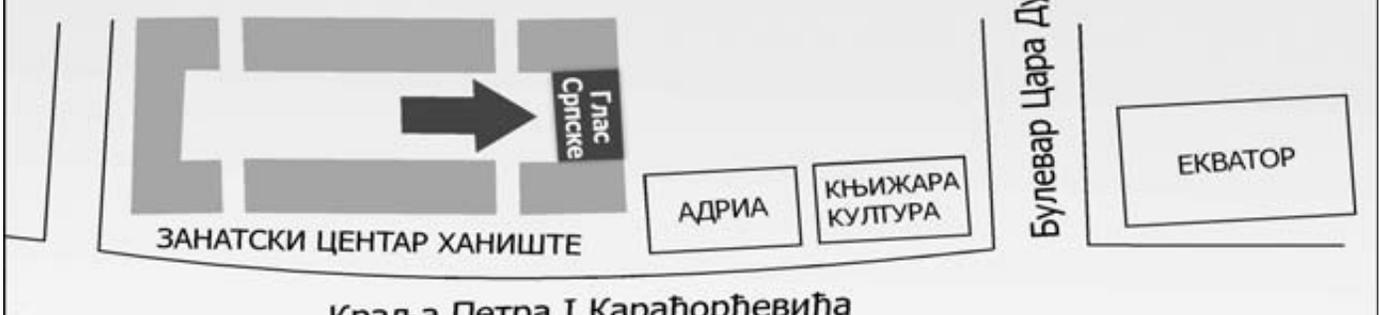 Глас
Српске
Булевар Цара
ЕКВАТОР
АДРИА
КЊИЖАРА
КУЛТУРА
ЗАНАТСКИ ЦЕНТАР ХАНИШТЕ
Краља Петра I Карађорђевића